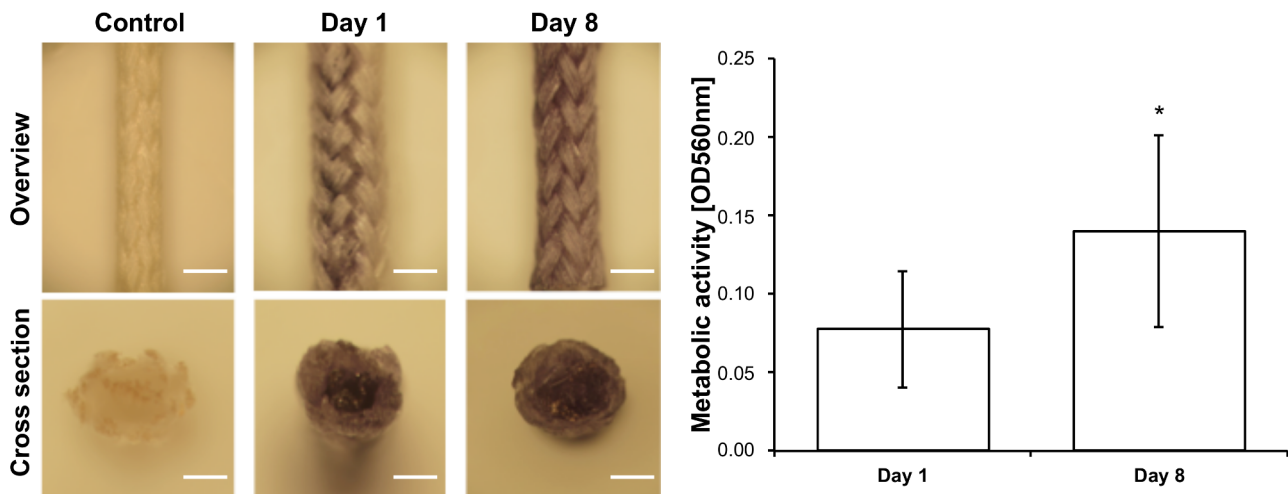 Control Day 1 Day 8
Overview
Cross section
Metabolic activity [OD560nm]
0.25
*
0.20
0.15
0.10
0.05
0.00
Day 1 Day 8